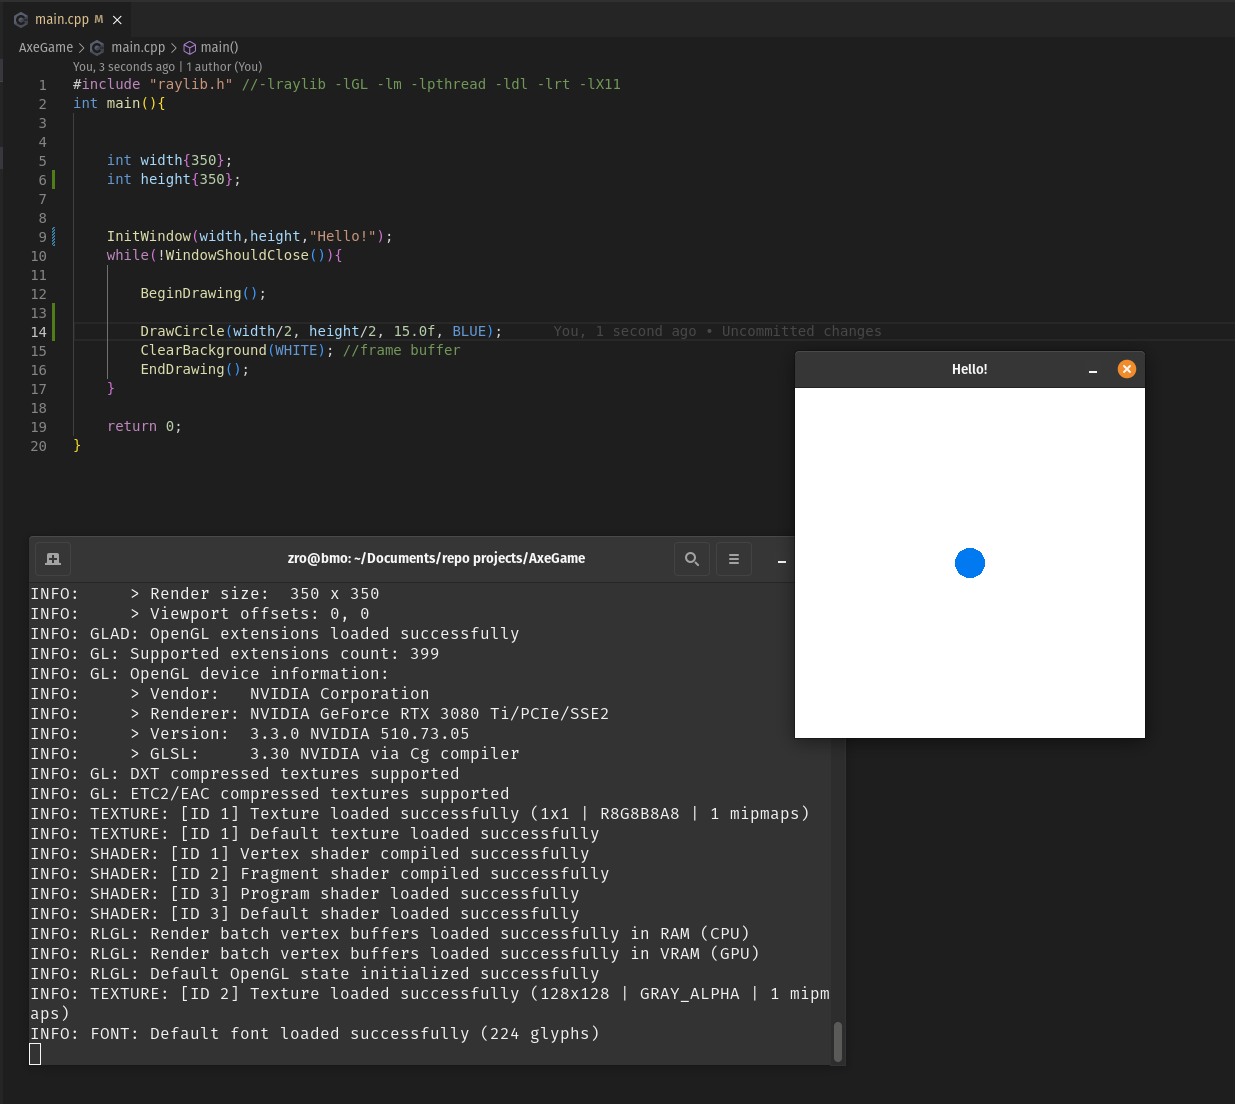 main.cpp M
AxeGame > main.cpp > main()
You, 3 seconds ago | 1 author (You)
1 #include "raylib.h" //-lraylib -lGL -lm -lpthread -ldl -lrt -lX11
2 int main(){
3
4
5 int width{350};
6 int height{350};
7
8
9 InitWindow(width,height,"Hello!");
10 while(!WindowShouldClose()){
11
12 BeginDrawing();
13
14 DrawCircle(width/2, height/2, 15.0f, BLUE); You, 1 second ago • Uncommitted changes
15 ClearBackground(WHITE); //frame buffer
16 EndDrawing();
17 }
18
19 return 0;
20 }
Hello!
zro@bmo: ~/Documents/repo projects/AxeGame
INFO: > Render size: 350 x 350
INFO: > Viewport offsets: 0, 0
INFO: GLAD: OpenGL extensions loaded successfully
INFO: GL: Supported extensions count: 399
INFO: GL: OpenGL device information:
INFO: > Vendor: NVIDIA Corporation
INFO: > Renderer: NVIDIA GeForce RTX 3080 Ti/PCIe/SSE2
INFO: > Version: 3.3.0 NVIDIA 510.73.05
INFO: > GLSL: 3.30 NVIDIA via Cg compiler
INFO: GL: DXT compressed textures supported
INFO: GL: ETC2/EAC compressed textures supported
INFO: TEXTURE: [ID 1] Texture loaded successfully (1x1 | R8G8B8A8 | 1 mipmaps)
INFO: TEXTURE: [ID 1] Default texture loaded successfully
INFO: SHADER: [ID 1] Vertex shader compiled successfully
INFO: SHADER: [ID 2] Fragment shader compiled successfully
INFO: SHADER: [ID 3] Program shader loaded successfully
INFO: SHADER: [ID 3] Default shader loaded successfully
INFO: RLGL: Render batch vertex buffers loaded successfully in RAM (CPU)
INFO: RLGL: Render batch vertex buffers loaded successfully in VRAM (GPU)
INFO: RLGL: Default OpenGL state initialized successfully
INFO: TEXTURE: [ID 2] Texture loaded successfully (128x128 | GRAY_ALPHA | 1 mipm
aps)
INFO: FONT: Default font loaded successfully (224 glyphs)